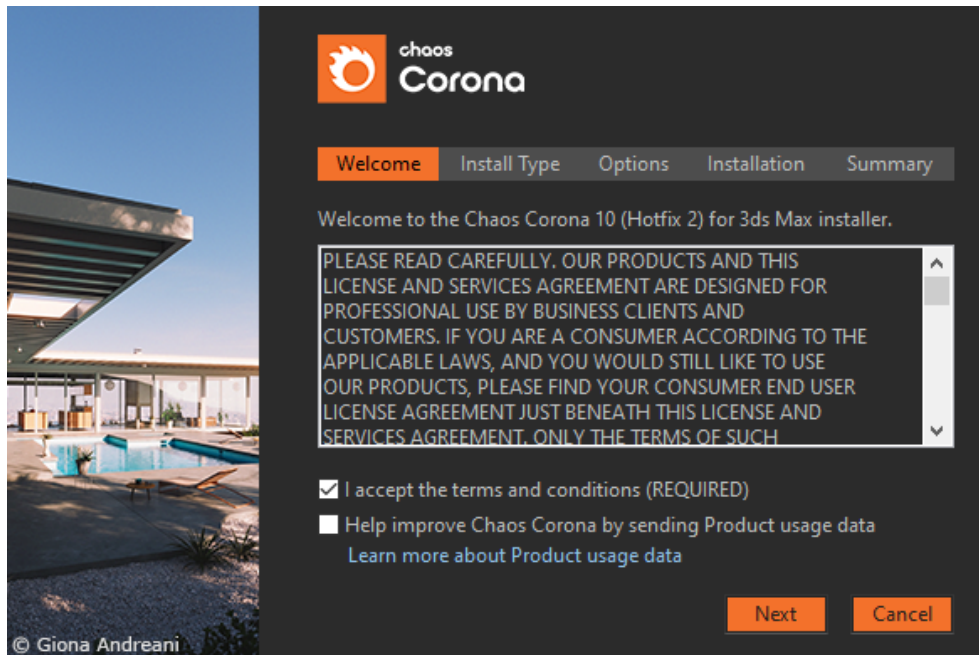 chaos
Corona
Welcome Install Type Options Installation Summary
Welcome to the Chaos Corona 10 (Hotfix 2) for 3ds Max installer.
PLEASE READ CAREFULLY. OUR PRODUCTS AND THIS
LICENSE AND SERVICES AGREEMENT ARE DESIGNED FOR
PROFESSIONAL USE BY BUSINESS CLIENTS AND
CUSTOMERS. IF YOU ARE A CONSUMER ACCORDING TO THE
APPLICABLE LAWS, AND YOU WOULD STILL LIKE TO USE
OUR PRODUCTS, PLEASE FIND YOUR CONSUMER END USER
LICENSE AGREEMENT JUST BENEATH THIS LICENSE AND
SERVICES AGREEMENT. ONLY THE TERMS OF SUCH
I accept the terms and conditions (REQUIRED)
Help improve Chaos Corona by sending Product usage data
Learn more about Product usage data
Next Cancel
© Giona Andreani